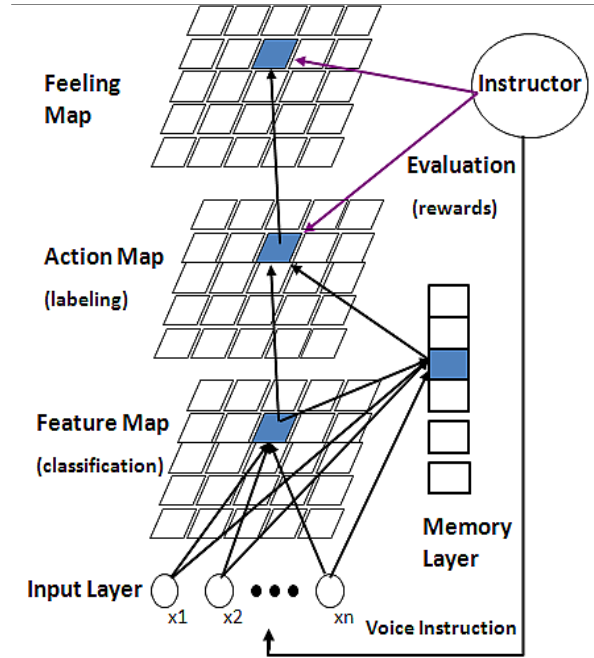 Feeling
Map
Instructor
Evaluation
(rewards)
Action Map
(labeling)
Feature Map
(classification)
Memory
Layer
Input Layer
x1
x2
xn
Voice Instruction